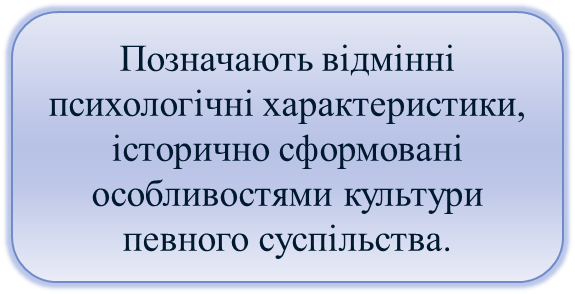 Позначають відмінні
психологічні характеристики,
історично сформовані
особливостями культури
певного суспільства.